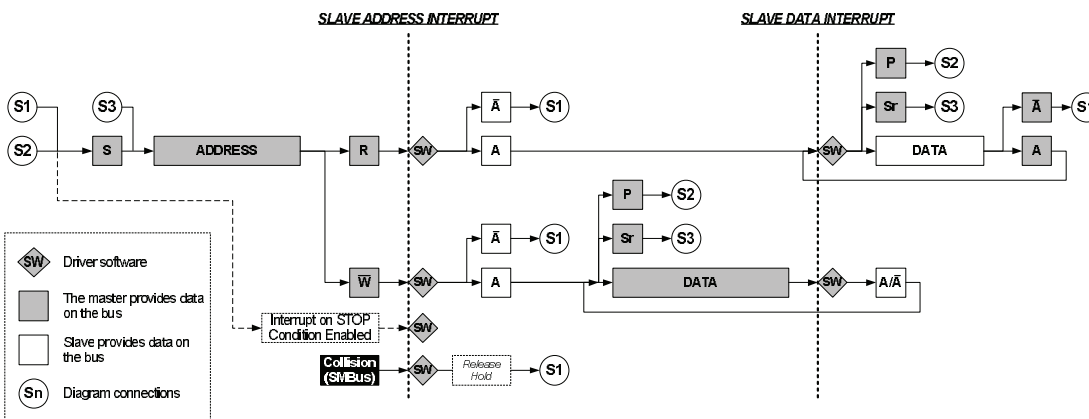 SLAVE ADDRESS INTERRUPT
SLAVE DATA INTERRUPT
P
S2
S1
S3
A̅
S1
Sr
S3
A̅
S1
S2
S
ADDRESS
R
SW
A
SW
DATA
A
P
S2
A̅
S1
Sr
S3
W̅
SW
A
DATA
SW
A/A̅
Interrupt on STOP
Condition Enabled
SW
Collision
(SMBus)
SW
Release
Hold
S1
SW
Driver software
The master provides data
on the bus
Slave provides data on
the bus
Sn
Diagram connections